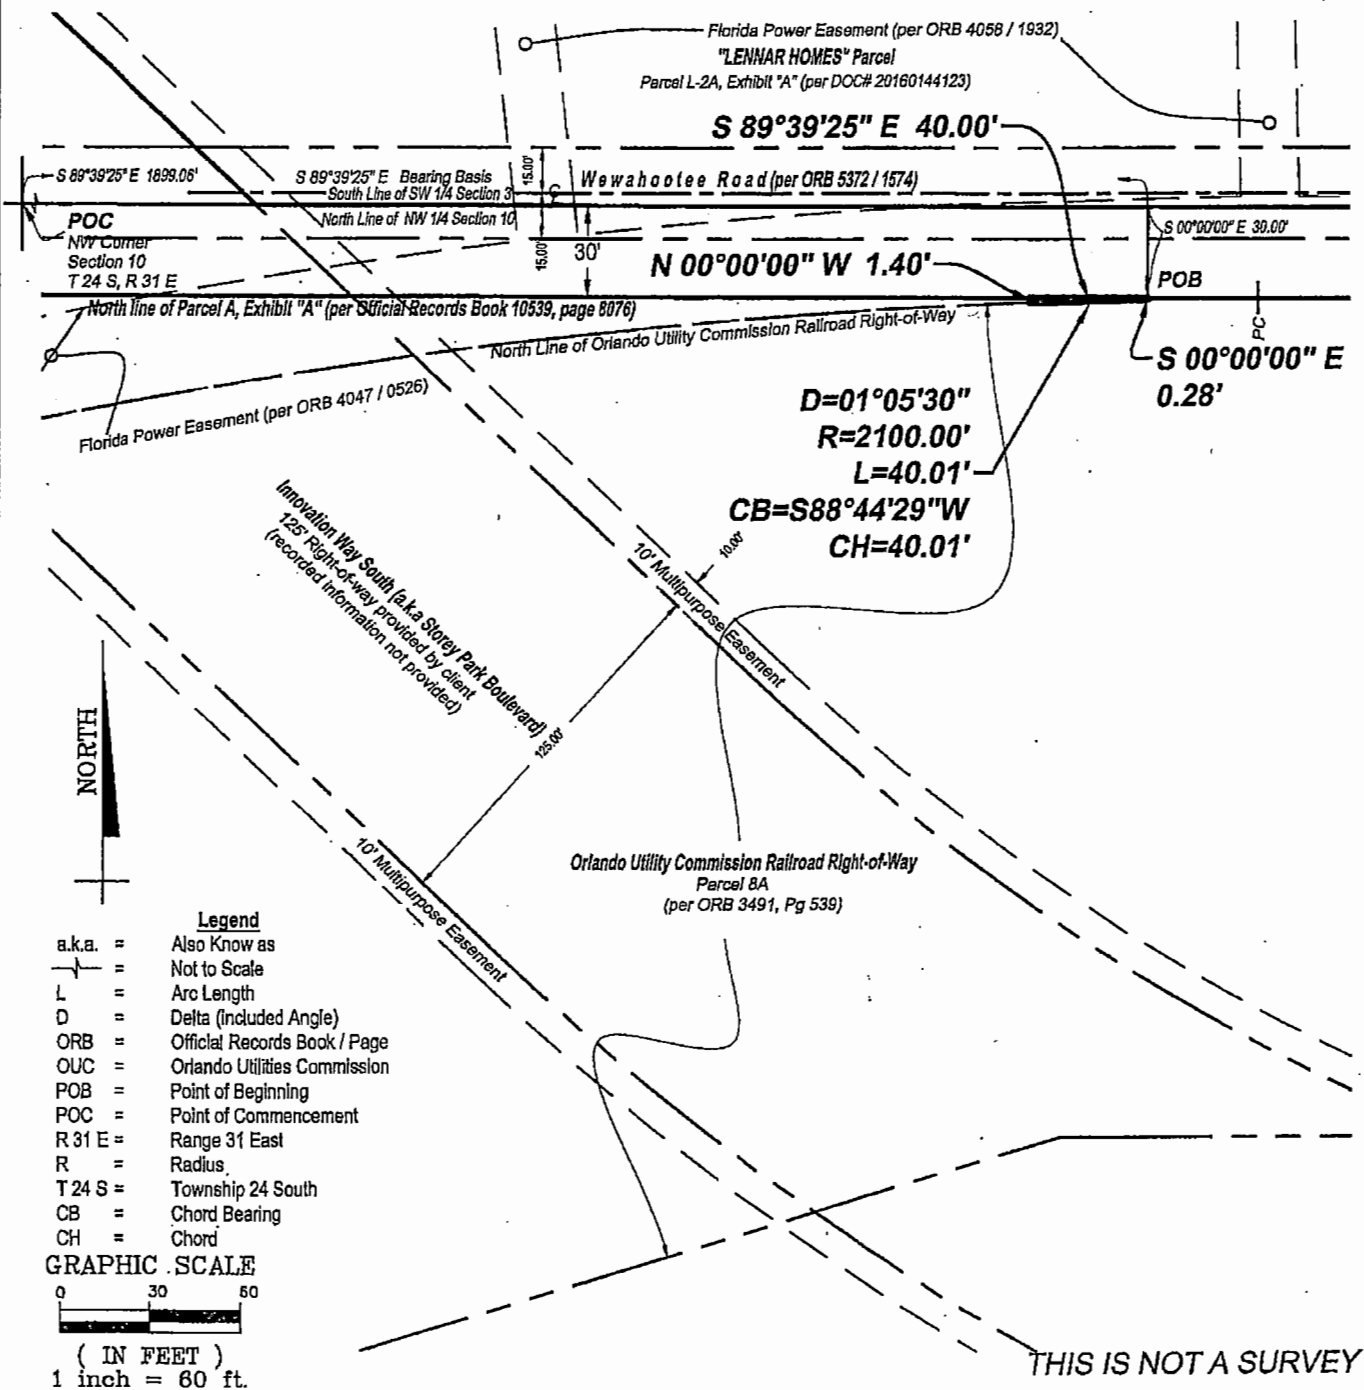 Florida Power Easement (per ORB 4058 / 1932)
"LENNAR HOMES" Parcel
Parcel L-2A, Exhibit "A" (per DOC# 20160144123)
S 89°39'25" E 40.00'
S 89°39'25" E 1899.06'
S 89°39'25" E Bearing Basis
South Line of SW 1/4 Section 3
North Line of NW 1/4 Section 10
15.00'
15.00'
30'
Wewahootee Road (per ORB 5372 / 1574)
S 00°00'00" E 30.00'
POC
NW Corner
Section 10
T 24 S, R 31 E
N 00°00'00" W 1.40'
POB
PC
S 00°00'00" E
0.28'
North line of Parcel A, Exhibit "A" (per Official Records Book 10539, page 8076)
North Line of Orlando Utility Commission Railroad Right-of-Way
Florida Power Easement (per ORB 4047 / 0526)
D=01°05'30"
R=2100.00'
L=40.01'
CB=S88°44'29"W
CH=40.01'
Innovation Way South (a.k.a Storey Park Boulevard)
125' Right-of-way provided by client
(recorded information not provided)
10.00'
10' Multipurpose Easement
125.00'
10' Multipurpose Easement
NORTH
Orlando Utility Commission Railroad Right-of-Way
Parcel 8A
(per ORB 3491, Pg 539)
Legend
a.k.a. = Also Know as
= Not to Scale
L = Arc Length
D = Delta (included Angle)
ORB = Official Records Book / Page
OUC = Orlando Utilities Commission
POB = Point of Beginning
POC = Point of Commencement
R 31 E = Range 31 East
R = Radius
T 24 S = Township 24 South
CB = Chord Bearing
CH = Chord
GRAPHIC SCALE
0 30 60
( IN FEET )
1 inch = 60 ft.
THIS IS NOT A SURVEY